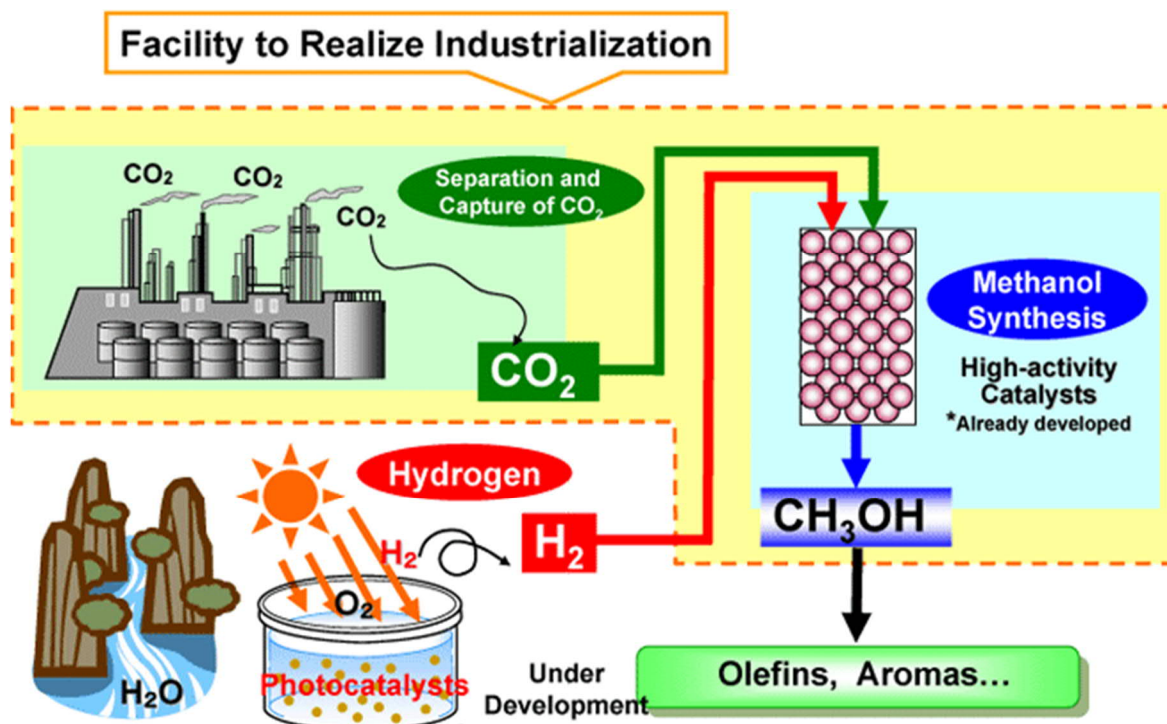 Facility to Realize Industrialization
CO₂
CO₂
CO₂
Separation and
Capture of CO₂
CO₂
Methanol
Synthesis
High-activity
Catalysts
*Already developed
Hydrogen
H₂
H₂
O₂
CH₃OH
H₂O
Photocatalysts
Under
Development
Olefins, Aromas...